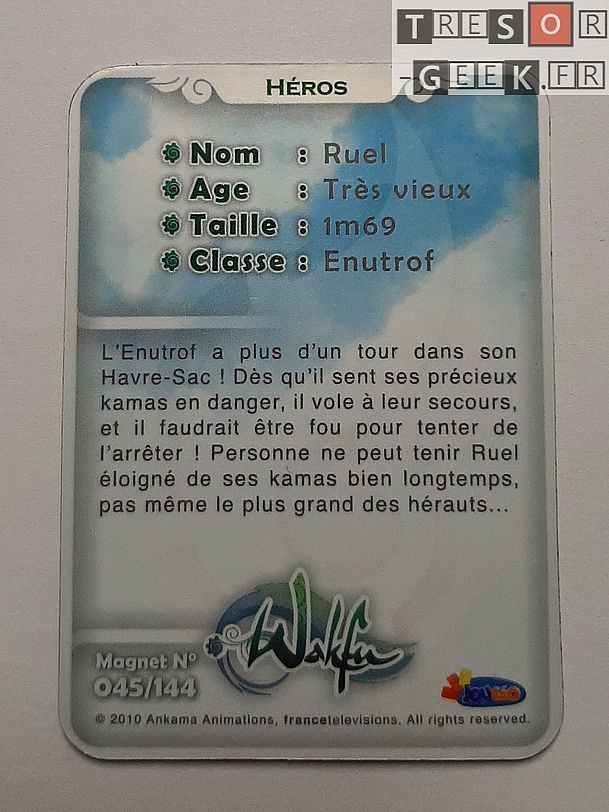 TRESOR
-GEEK.FR
HÉROS
Nom : Ruel
Age : Très vieux
Taille : 1m69
Classe : Enutrof
L'Enutrof a plus d'un tour dans son
Havre-Sac ! Dès qu'il sent ses précieux
kamas en danger, il vole à leur secours,
et il faudrait être fou pour tenter de
l'arrêter ! Personne ne peut tenir Ruel
éloigné de ses kamas bien longtemps,
pas même le plus grand des hérauts...
Wakfu
Magnet N°
045/144
Jouéco
© 2010 Ankama Animations, francetelevisions. All rights reserved.